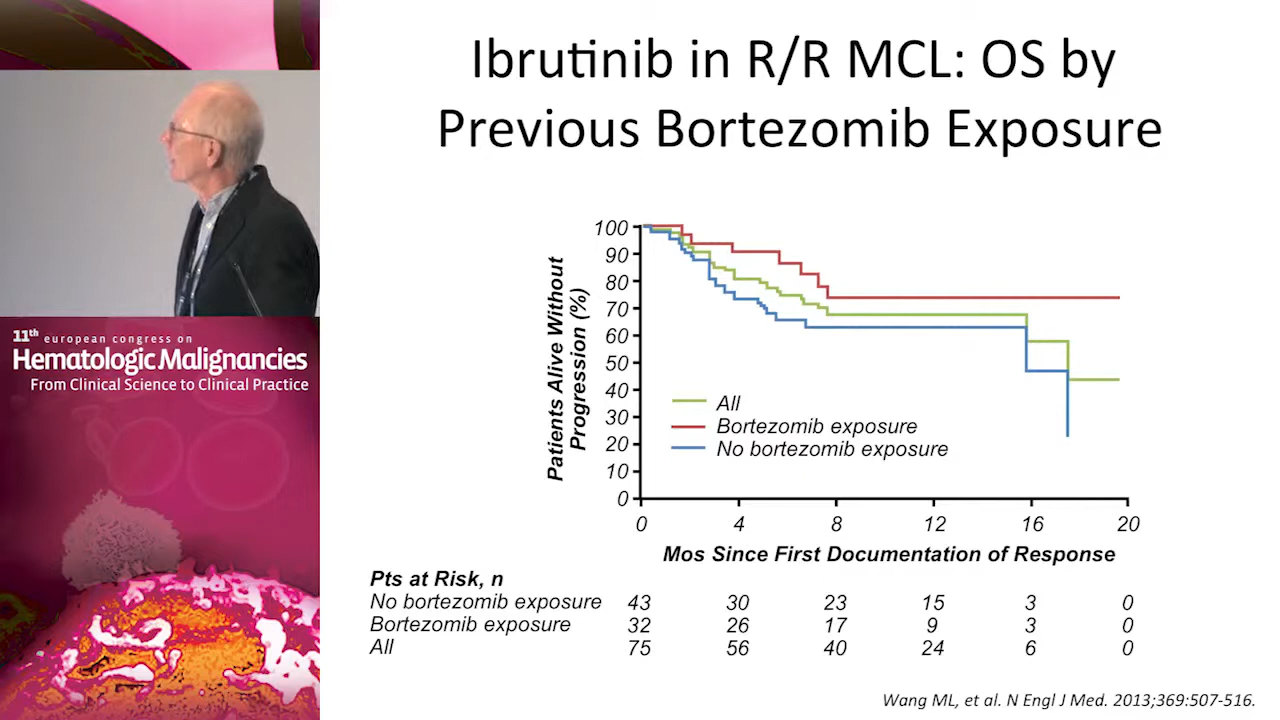 Ibrutinib in R/R MCL: OS by
Previous Bortezomib Exposure
11th european congress on
Hematologic Malignancies
From Clinical Science to Clinical Practice
Patients Alive Without
Progression (%)
100
90
80
70
60
50
40
30
20
10
0
All
Bortezomib exposure
No bortezomib exposure
0 4 8 12 16 20
Mos Since First Documentation of Response
Pts at Risk, n
No bortezomib exposure 43 30 23 15 3 0
Bortezomib exposure 32 26 17 9 3 0
All 75 56 40 24 6 0
Wang ML, et al. N Engl J Med. 2013;369:507-516.